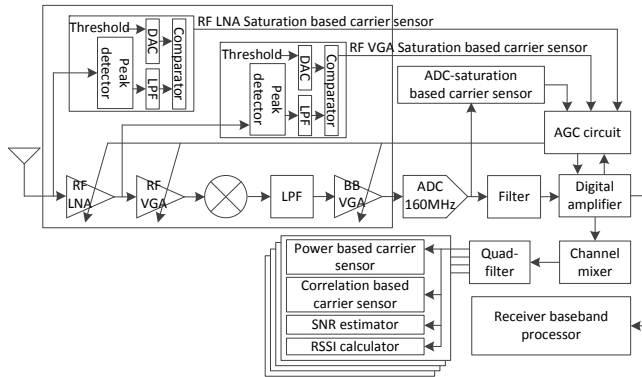 RF LNA Saturation based carrier sensor
Threshold
DAC
Comparator
Peak
detector
LPF
RF VGA Saturation based carrier sensor
Threshold
DAC
Comparator
Peak
detector
LPF
ADC-saturation
based carrier sensor
AGC circuit
RF
LNA
RF
VGA
LPF
BB
VGA
ADC
160MHz
Filter
Digital
amplifier
Power based carrier
sensor
Correlation based
carrier sensor
SNR estimator
RSSI calculator
Quad-
filter
Channel
mixer
Receiver baseband
processor